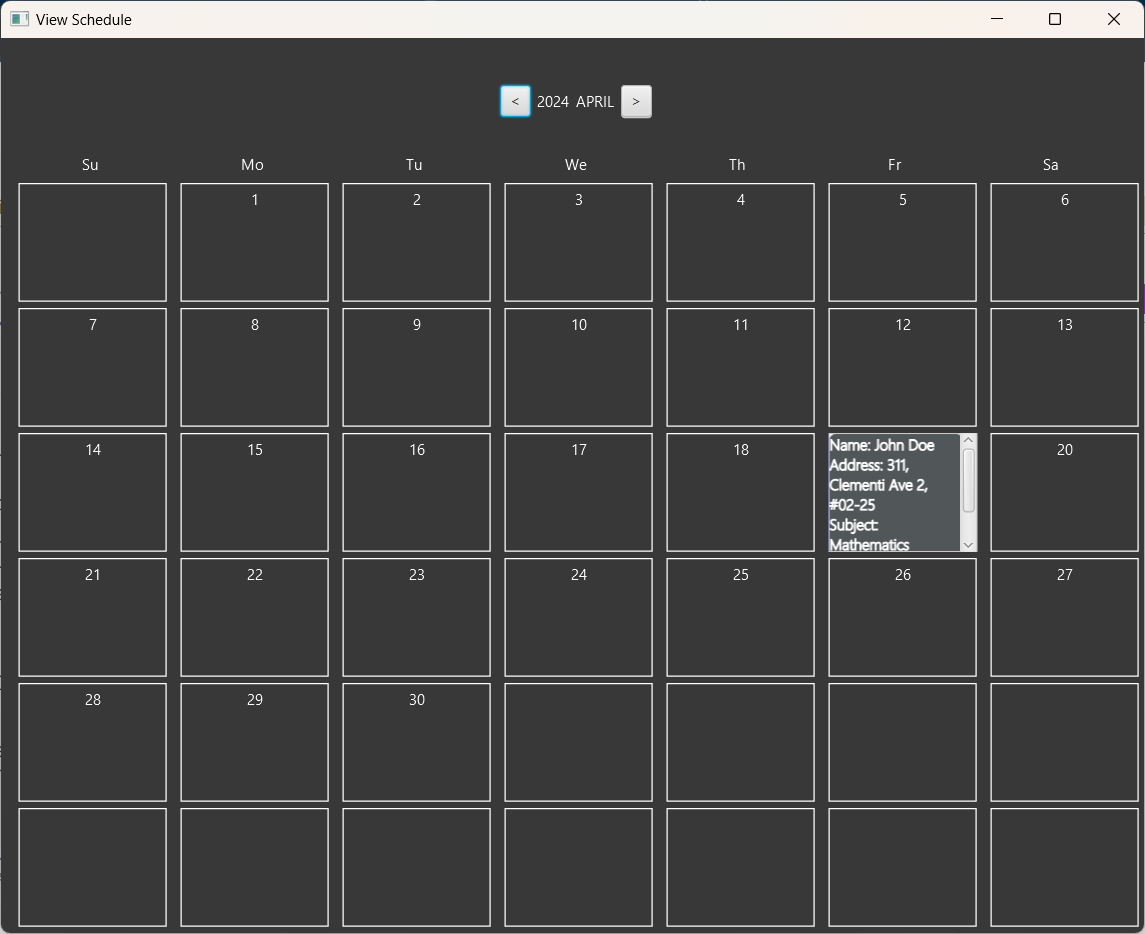 View Schedule
< 2024 APRIL >
Su Mo Tu We Th Fr Sa
1 2 3 4 5 6
7 8 9 10 11 12 13
14 15 16 17 18 20
Name: John Doe
Address: 311,
Clementi Ave 2,
#02-25
Subject:
Mathematics
21 22 23 24 25 26 27
28 29 30